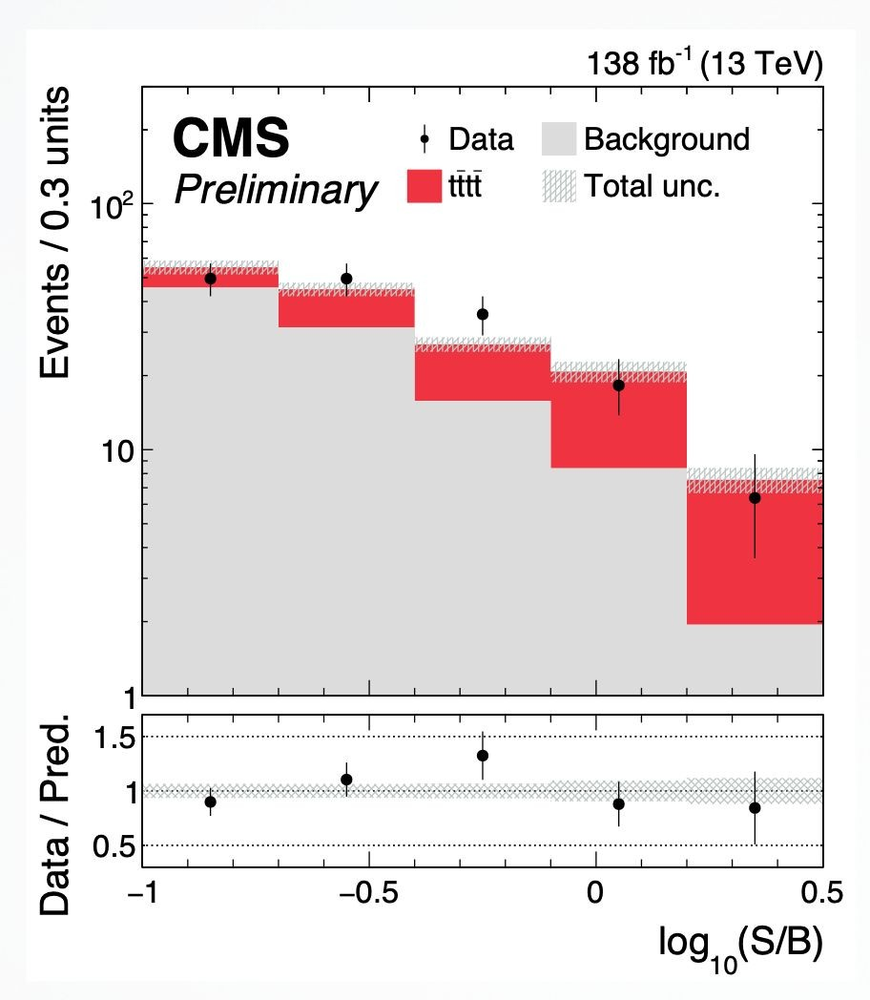 138 fb⁻¹ (13 TeV)
CMS
Preliminary
Data
Background
tt̄tt̄
Total unc.
Events / 0.3 units
10²
10
1
Data / Pred.
1.5
1
0.5
−1
−0.5
0
0.5
log₁₀(S/B)